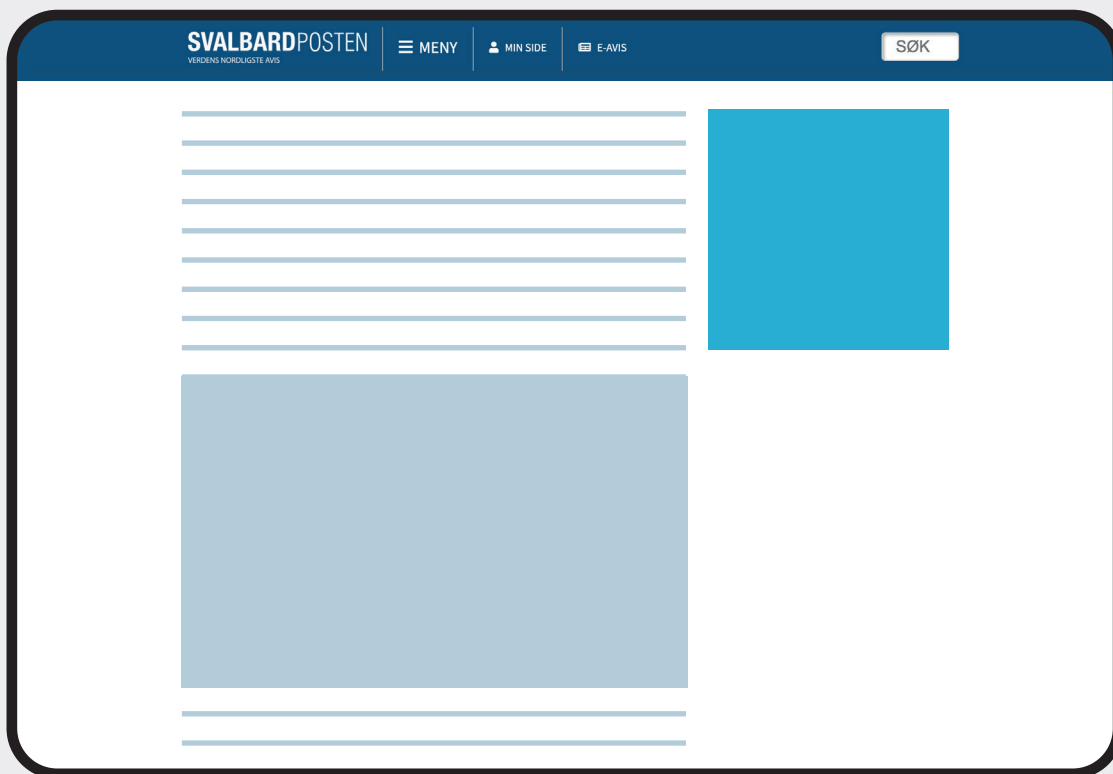 SVALBARDPOSTEN
VERDENS NORDLIGSTE AVIS
MENY
MIN SIDE
E-AVIS
SØK